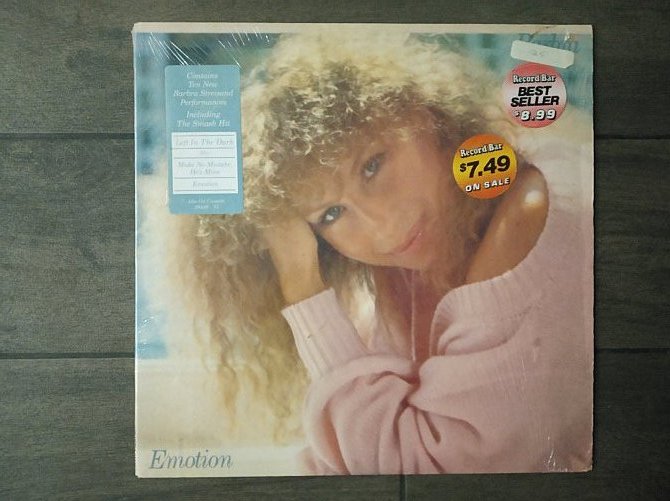 Contains
Ten New
Barbra Streisand
Performances
Including
The Smash Hit
Left In The Dark
Make No Mistake,
He's Mine
Emotion
Record Bar
BEST
SELLER
$8.99
Record Bar
$7.49
ON SALE
Emotion